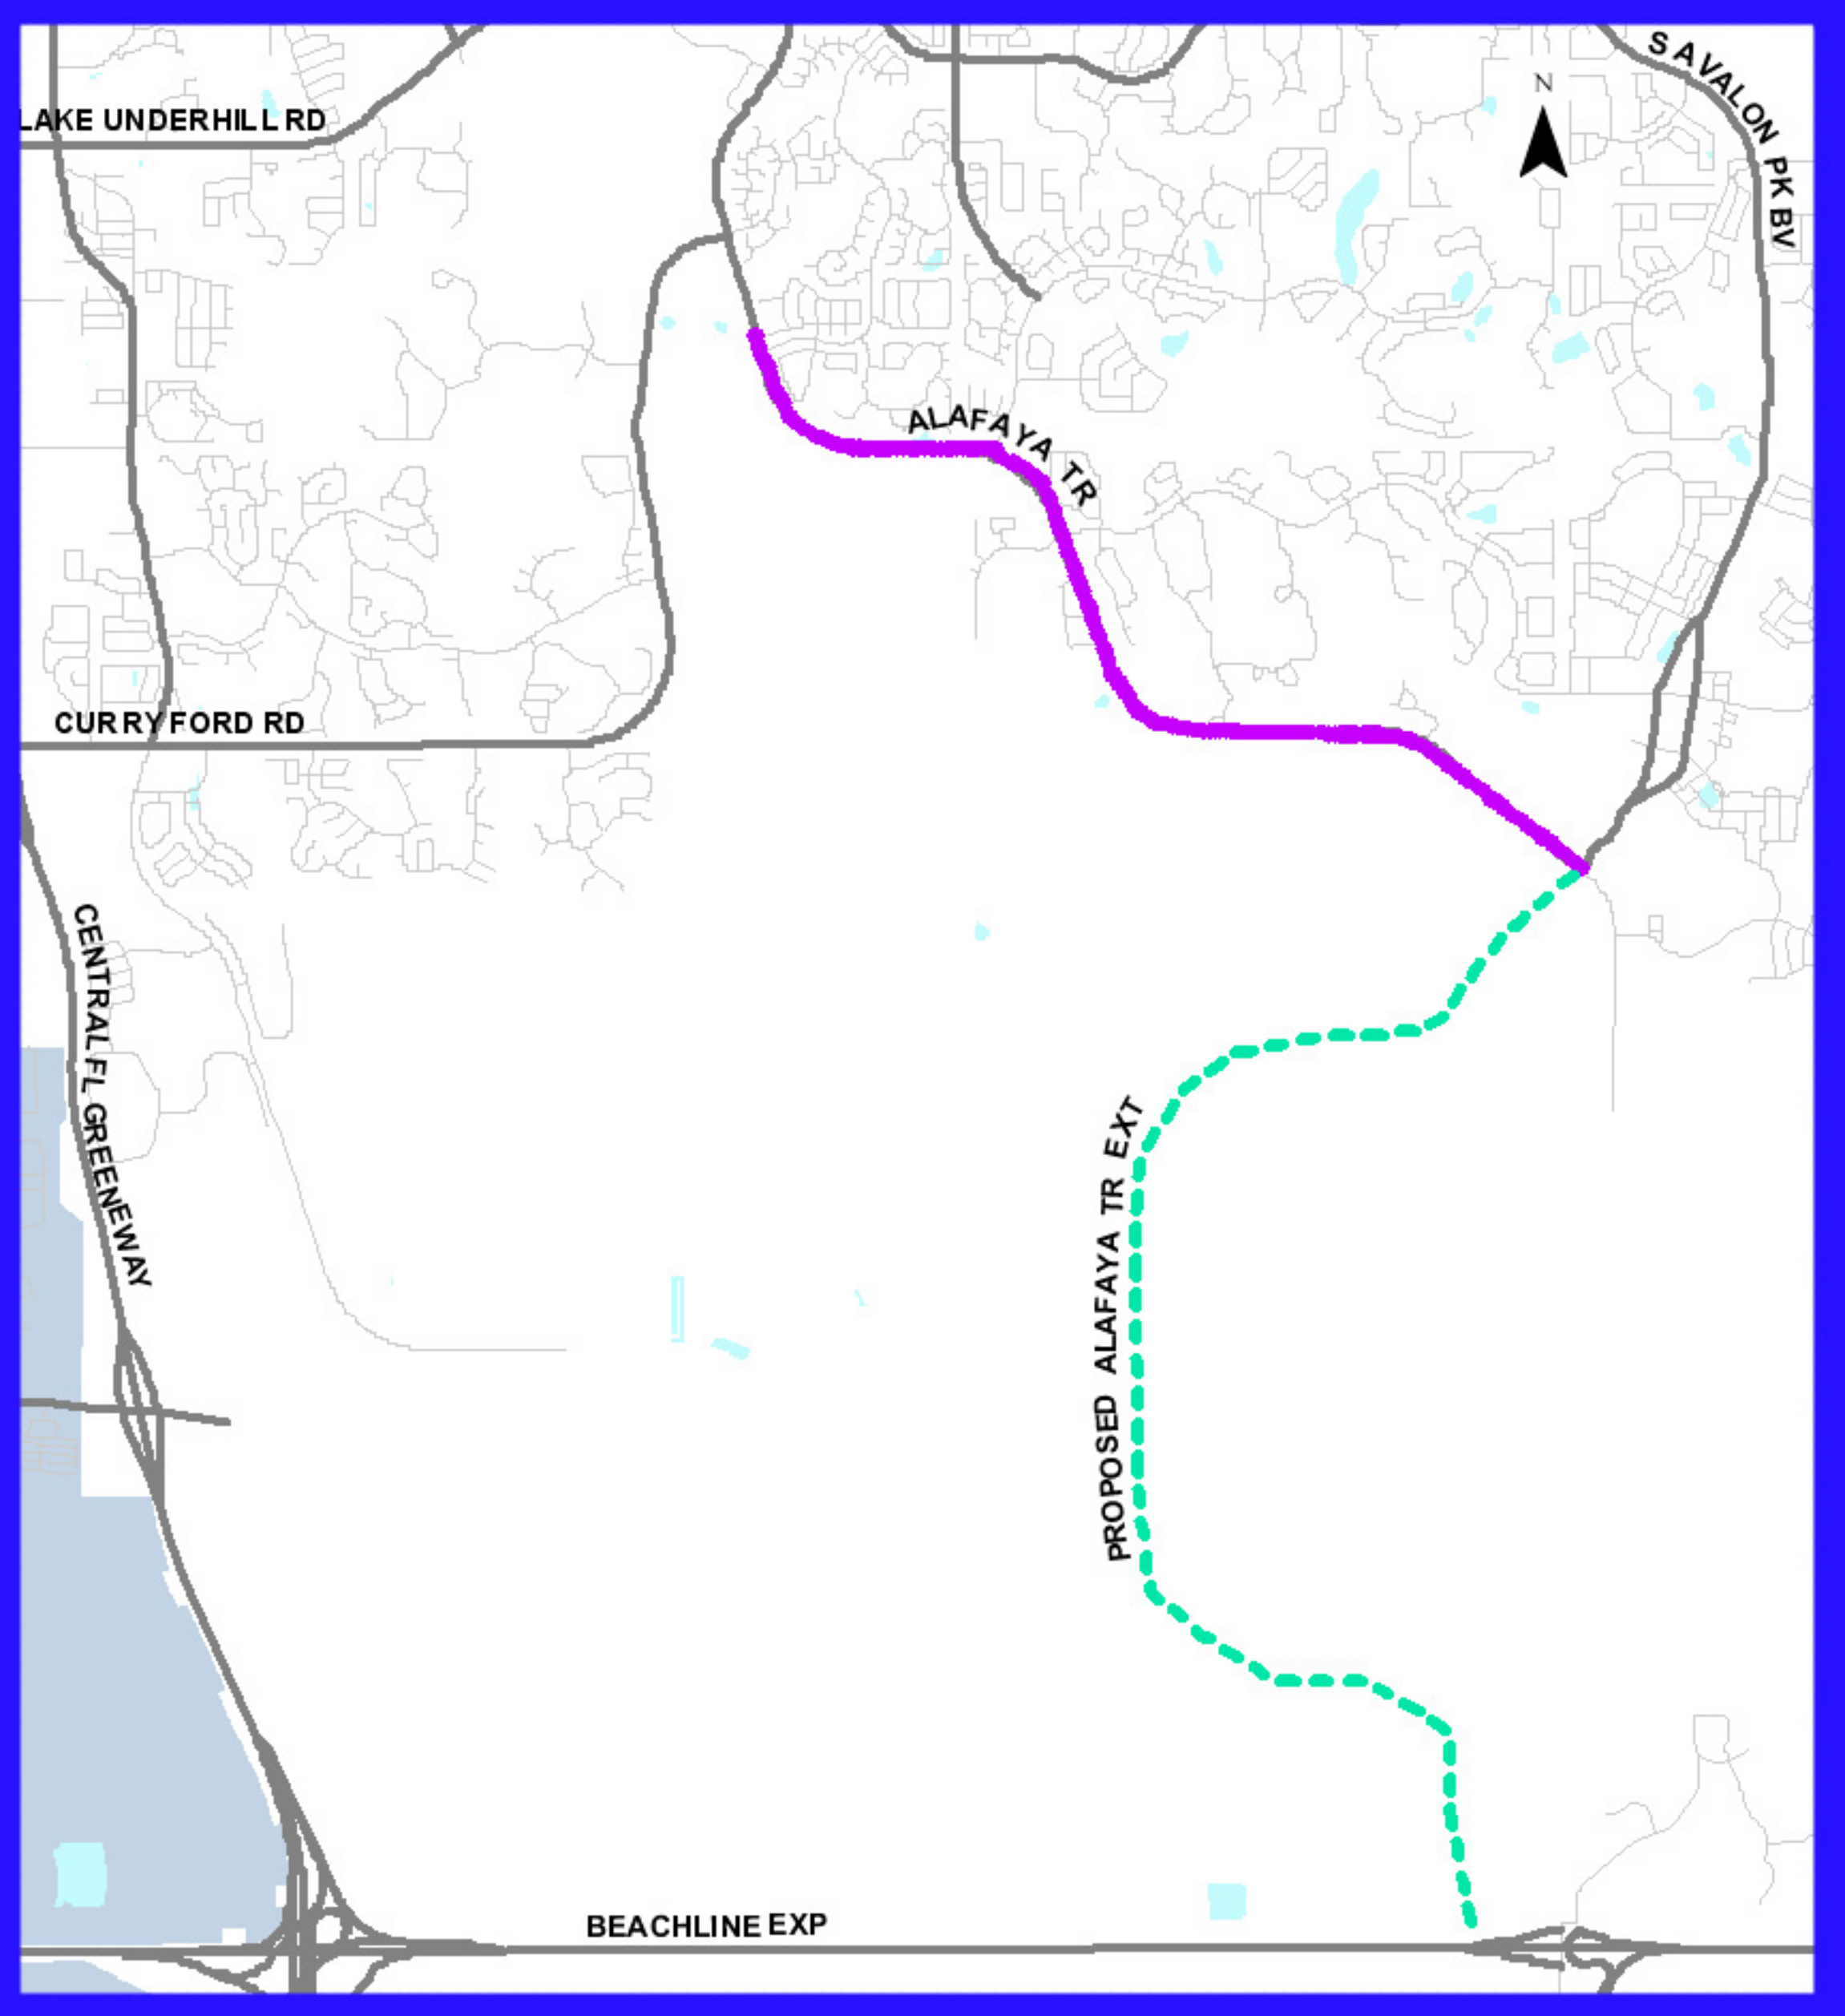 S AVALON PK BV
N
LAKE UNDERHILL RD
ALAFAYA TR
CURRY FORD RD
CENTRAL FL GREENEWAY
PROPOSED ALAFAYA TR EXT
BEACHLINE EXP